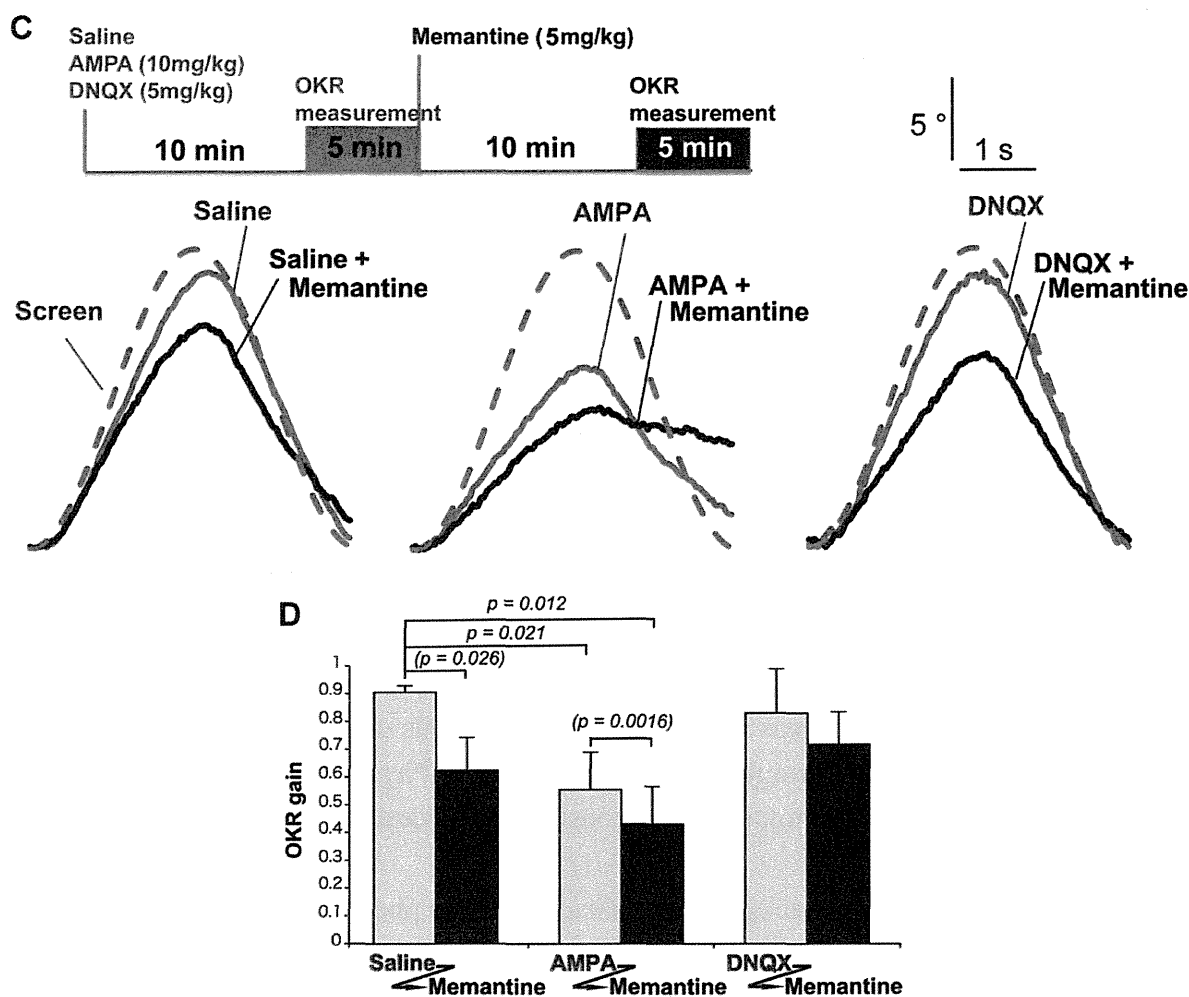 C
Saline
AMPA (10mg/kg)
DNQX (5mg/kg)
Memantine (5mg/kg)
OKR
measurement
OKR
measurement
10 min
5 min
10 min
5 min
5 °
1 s
Saline
Saline +
Memantine
Screen
AMPA
AMPA +
Memantine
DNQX
DNQX +
Memantine
D
p = 0.012
p = 0.021
(p = 0.026)
(p = 0.0016)
OKR gain
1
0.9
0.8
0.7
0.6
0.5
0.4
0.3
0.2
0.1
0
Saline
Memantine
AMPA
Memantine
DNQX
Memantine